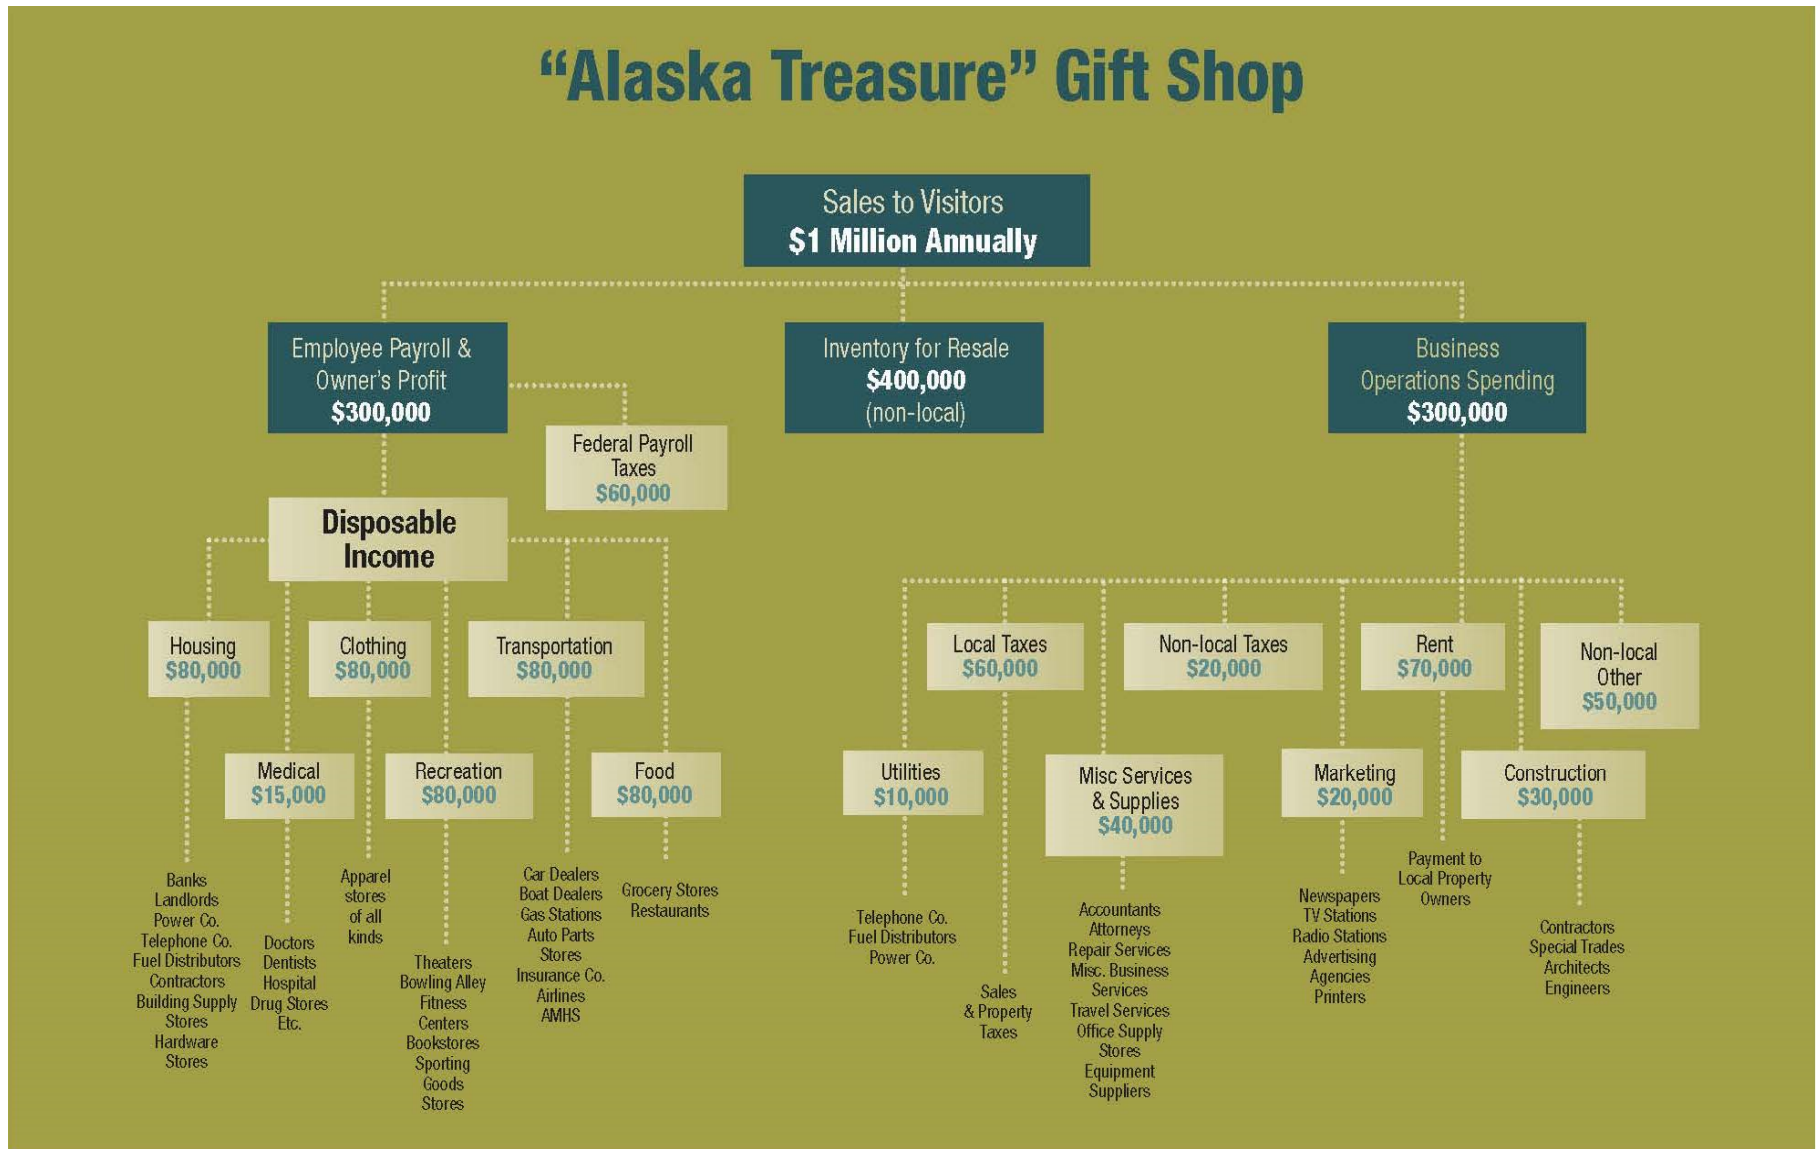 “Alaska Treasure” Gift Shop
Sales to Visitors
$1 Million Annually
Employee Payroll &
Owner's Profit
$300,000
Inventory for Resale
$400,000
(non-local)
Business
Operations Spending
$300,000
Federal Payroll
Taxes
$60,000
Disposable
Income
Housing
$80,000
Clothing
$80,000
Transportation
$80,000
Medical
$15,000
Recreation
$80,000
Food
$80,000
Local Taxes
$60,000
Non-local Taxes
$20,000
Rent
$70,000
Non-local
Other
$50,000
Utilities
$10,000
Misc Services
& Supplies
$40,000
Marketing
$20,000
Construction
$30,000
Banks
Landlords
Power Co.
Telephone Co.
Fuel Distributors
Contractors
Building Supply
Stores
Hardware
Stores
Doctors
Dentists
Hospital
Drug Stores
Etc.
Apparel
stores
of all
kinds
Theaters
Bowling Alley
Fitness
Centers
Bookstores
Sporting
Goods
Stores
Car Dealers
Boat Dealers
Gas Stations
Auto Parts
Stores
Insurance Co.
Airlines
AMHS
Grocery Stores
Restaurants
Telephone Co.
Fuel Distributors
Power Co.
Sales
& Property
Taxes
Accountants
Attorneys
Repair Services
Misc. Business
Services
Travel Services
Office Supply
Stores
Equipment
Suppliers
Newspapers
TV Stations
Radio Stations
Advertising
Agencies
Printers
Payment to
Local Property
Owners
Contractors
Special Trades
Architects
Engineers